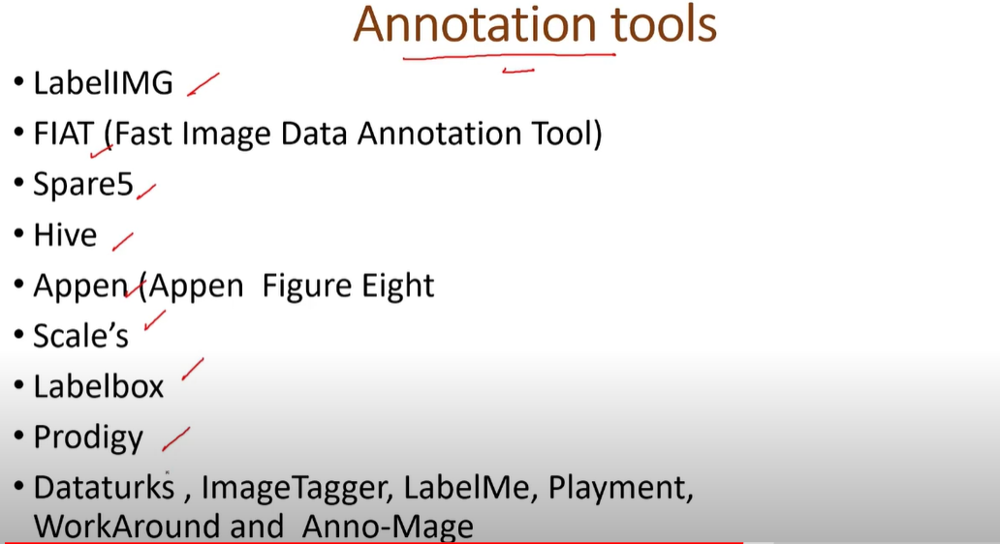 Annotation tools
• LabelIMG
• FIAT (Fast Image Data Annotation Tool)
• Spare5
• Hive
• Appen (Appen Figure Eight
• Scale’s
• Labelbox
• Prodigy
• Dataturks , ImageTagger, LabelMe, Playment,
WorkAround and Anno-Mage